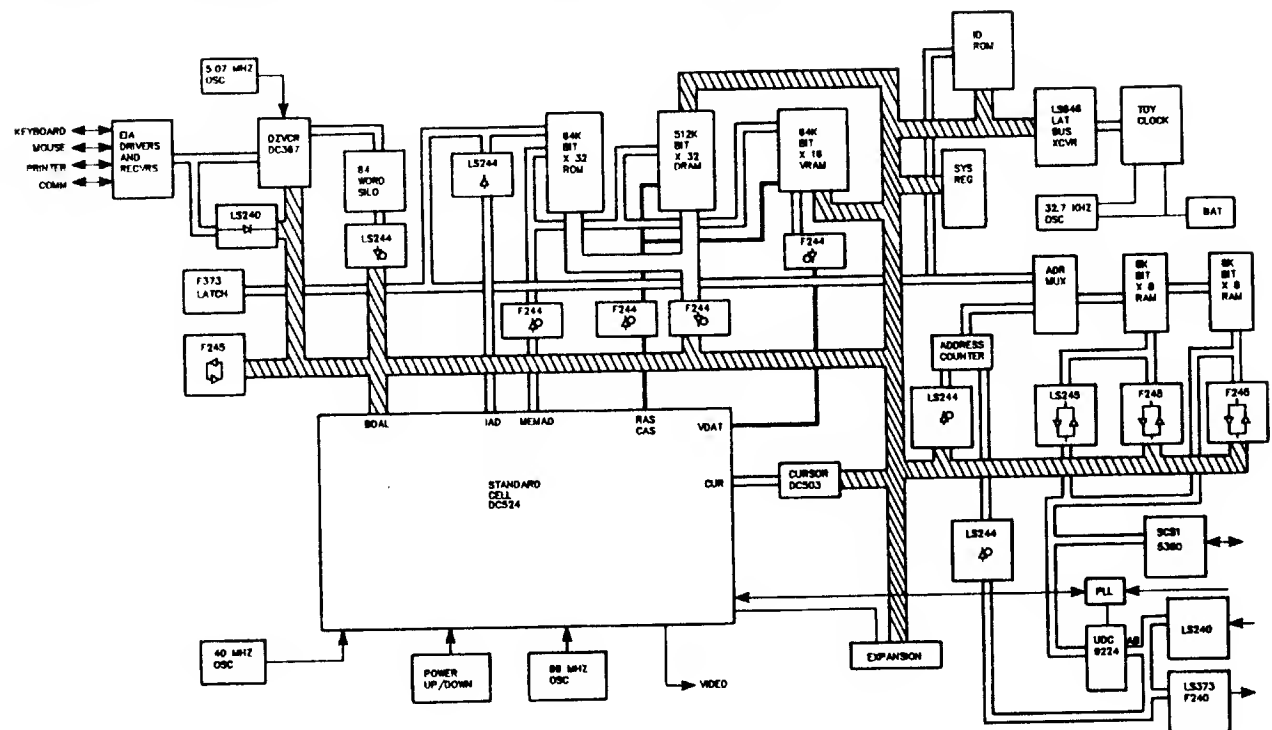 5.07 MHZ
OSC
KEYBOARD
MOUSE
PRINTER
COMM
EIA
DRIVERS
AND
RECVRS
DZVCR
DC367
LS240
64
WORD
SILO
LS244
F373
LATCH
F245
LS244
64K
BIT
X 32
ROM
512K
BIT
X 32
DRAM
64K
BIT
X 16
VRAM
F244
F244
F244
F244
ID
ROM
LS646
LAT
BUS
XCVR
TOY
CLOCK
SYS
REG
32.7 KHZ
OSC
BAT
ADR
MUX
8K
BIT
X 8
RAM
8K
BIT
X 8
RAM
ADDRESS
COUNTER
LS244
LS245
F245
F245
BDAL
IAD
MEMAD
RAS
CAS
VDAT
CUR
STANDARD
CELL
DC524
CURSOR
DC503
LS244
SCSI
5380
PLL
UDC
9224
AB
LS240
LS373
F240
EXPANSION
40 MHZ
OSC
POWER
UP/DOWN
MHZ
OSC
VIDEO